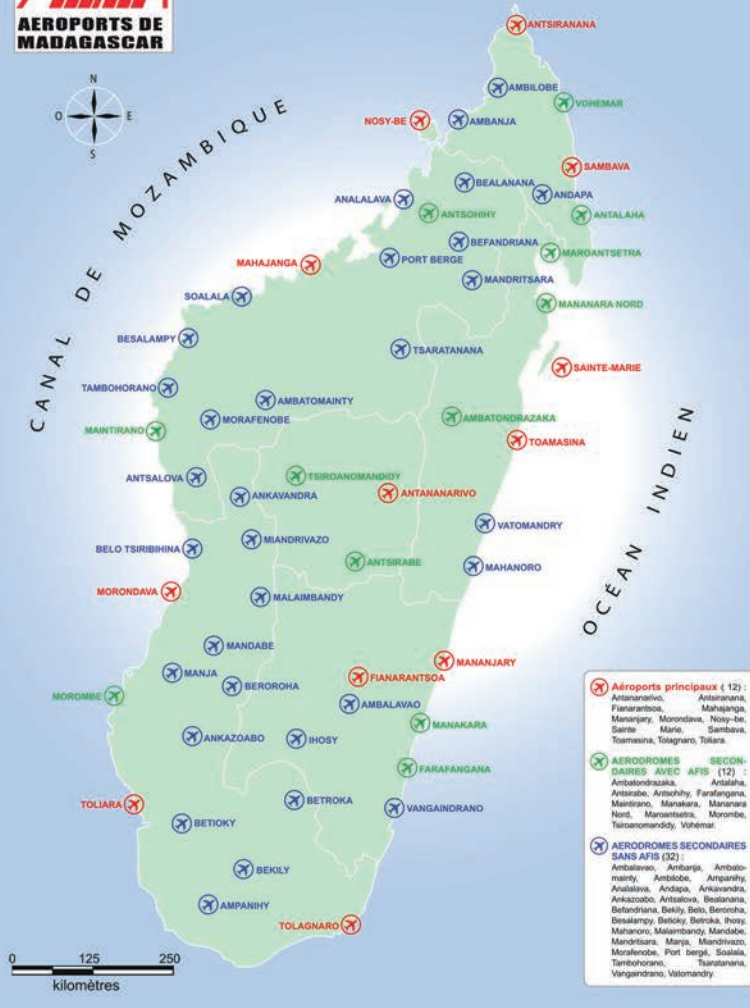 AEROPORTS DE
MADAGASCAR
N
O
E
S
CANAL DE MOZAMBIQUE
OCÉAN INDIEN
ANTSIRANANA
AMBILOBE
VOHEMAR
NOSY-BE
AMBANJA
SAMBAVA
BEALANANA
ANDAPA
ANALALAVA
ANTSOHIHY
ANTALAHA
BEFANDRIANA
MAROANTSETRA
PORT BERGE
MAHAJANGA
MANDRITSARA
SOALALA
MANANARA NORD
BESALAMPY
TSARATANANA
SAINTE-MARIE
TAMBOHORANO
AMBATOMAINTY
MORAFENOBE
AMBATONDRAZAKA
MAINTIRANO
TOAMASINA
ANTSALOVA
TSIROANOMANDIDY
ANKAVANDRA
ANTANANARIVO
VATOMANDRY
MIANDRIVAZO
BELO TSIRIBIHINA
ANTSIRABE
MAHANORO
MORONDAVA
MALAIMBANDY
MANDABE
MANANJARY
MANJA
FIANARANTSOA
BEROROHA
MOROMBE
AMBALAVAO
MANAKARA
ANKAZOABO
IHOSY
FARAFANGANA
TOLIARA
BETROKA
VANGAINDRANO
BETIOKY
BEKILY
AMPANIHY
TOLAGNARO
0 125 250
kilomètres
Aéroports principaux ( 12) :
Antananarivo, Antsiranana,
Fianarantsoa, Mahajanga,
Mananjary, Morondava, Nosy-be,
Sainte Marie, Sambava,
Toamasina, Tolagnaro, Toliara.
AERODROMES SECON-
DAIRES AVEC AFIS (12) :
Ambatondrazaka, Antalaha,
Antsirabe, Antsohihy, Farafangana,
Maintirano, Manakara, Mananara
Nord, Maroantsetra, Morombe,
Tsiroanomandidy, Vohémar.
AERODROMES SECONDAIRES
SANS AFIS (32) :
Ambalavao, Ambanja, Ambato-
mainty, Ambilobe, Ampanihy,
Analalava, Andapa, Ankavandra,
Ankazoabo, Antsalova, Bealanana,
Befandriana, Bekily, Belo, Beroroha,
Besalampy, Betioky, Betroka, Ihosy,
Mahanoro, Malaimbandy, Mandabe,
Mandritsara, Manja, Miandrivazo,
Morafenobe, Port bergé, Soalala,
Tambohorano, Tsaratanana,
Vangaindrano, Vatomandry.